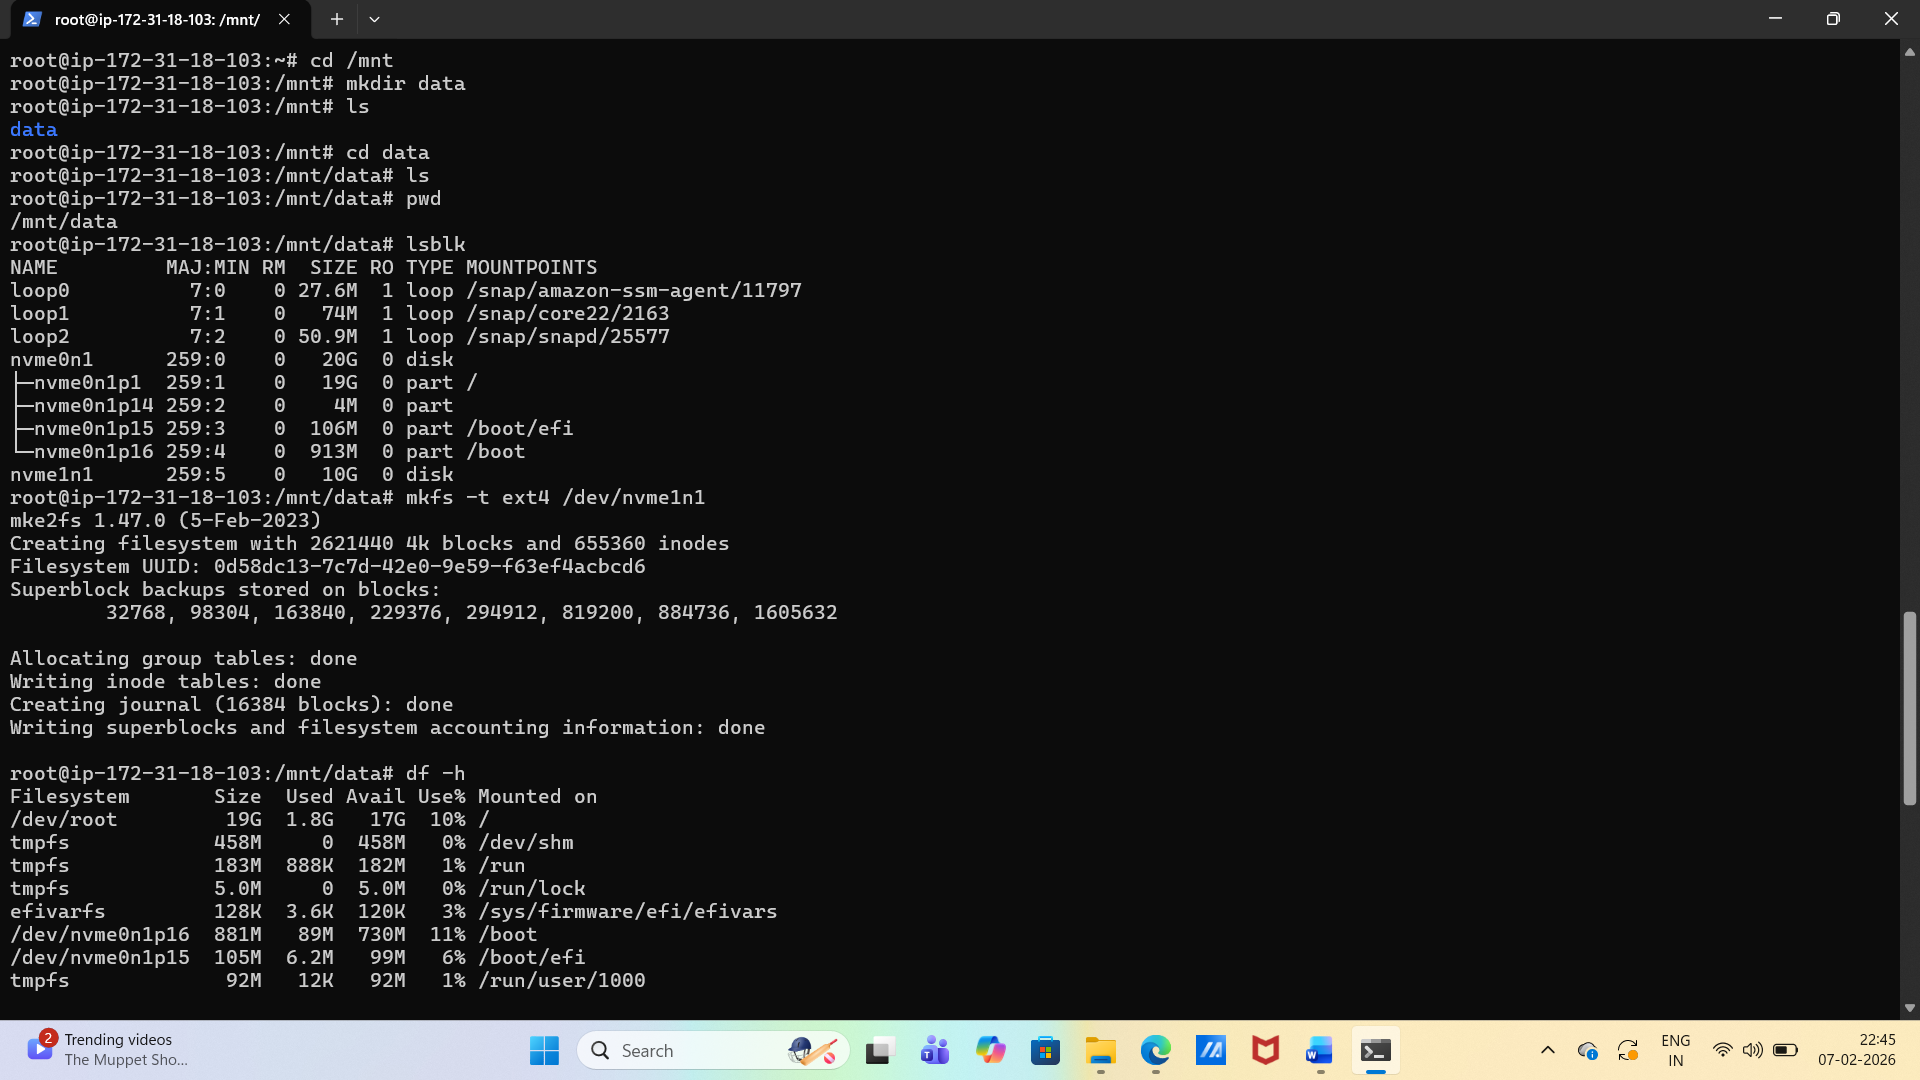 root@ip-172-31-18-103: /mnt/
root@ip-172-31-18-103:~# cd /mnt
root@ip-172-31-18-103:/mnt# mkdir data
root@ip-172-31-18-103:/mnt# ls
data
root@ip-172-31-18-103:/mnt# cd data
root@ip-172-31-18-103:/mnt/data# ls
root@ip-172-31-18-103:/mnt/data# pwd
/mnt/data
root@ip-172-31-18-103:/mnt/data# lsblk
NAME         MAJ:MIN RM  SIZE RO TYPE MOUNTPOINTS
loop0          7:0    0 27.6M  1 loop /snap/amazon-ssm-agent/11797
loop1          7:1    0   74M  1 loop /snap/core22/2163
loop2          7:2    0 50.9M  1 loop /snap/snapd/25577
nvme0n1      259:0    0   20G  0 disk
├─nvme0n1p1  259:1    0   19G  0 part /
├─nvme0n1p14 259:2    0    4M  0 part
├─nvme0n1p15 259:3    0  106M  0 part /boot/efi
└─nvme0n1p16 259:4    0  913M  0 part /boot
nvme1n1      259:5    0   10G  0 disk
root@ip-172-31-18-103:/mnt/data# mkfs -t ext4 /dev/nvme1n1
mke2fs 1.47.0 (5-Feb-2023)
Creating filesystem with 2621440 4k blocks and 655360 inodes
Filesystem UUID: 0d58dc13-7c7d-42e0-9e59-f63ef4acbcd6
Superblock backups stored on blocks:
        32768, 98304, 163840, 229376, 294912, 819200, 884736, 1605632
Allocating group tables: done
Writing inode tables: done
Creating journal (16384 blocks): done
Writing superblocks and filesystem accounting information: done
root@ip-172-31-18-103:/mnt/data# df -h
Filesystem       Size  Used Avail Use% Mounted on
/dev/root         19G  1.8G   17G  10% /
tmpfs            458M     0  458M   0% /dev/shm
tmpfs            183M  888K  182M   1% /run
tmpfs            5.0M     0  5.0M   0% /run/lock
efivarfs         128K  3.6K  120K   3% /sys/firmware/efi/efivars
/dev/nvme0n1p16  881M   89M  730M  11% /boot
/dev/nvme0n1p15  105M  6.2M   99M   6% /boot/efi
tmpfs             92M   12K   92M   1% /run/user/1000
2
Trending videos
The Muppet Sho...
Search
ENG
IN
22:45
07-02-2026